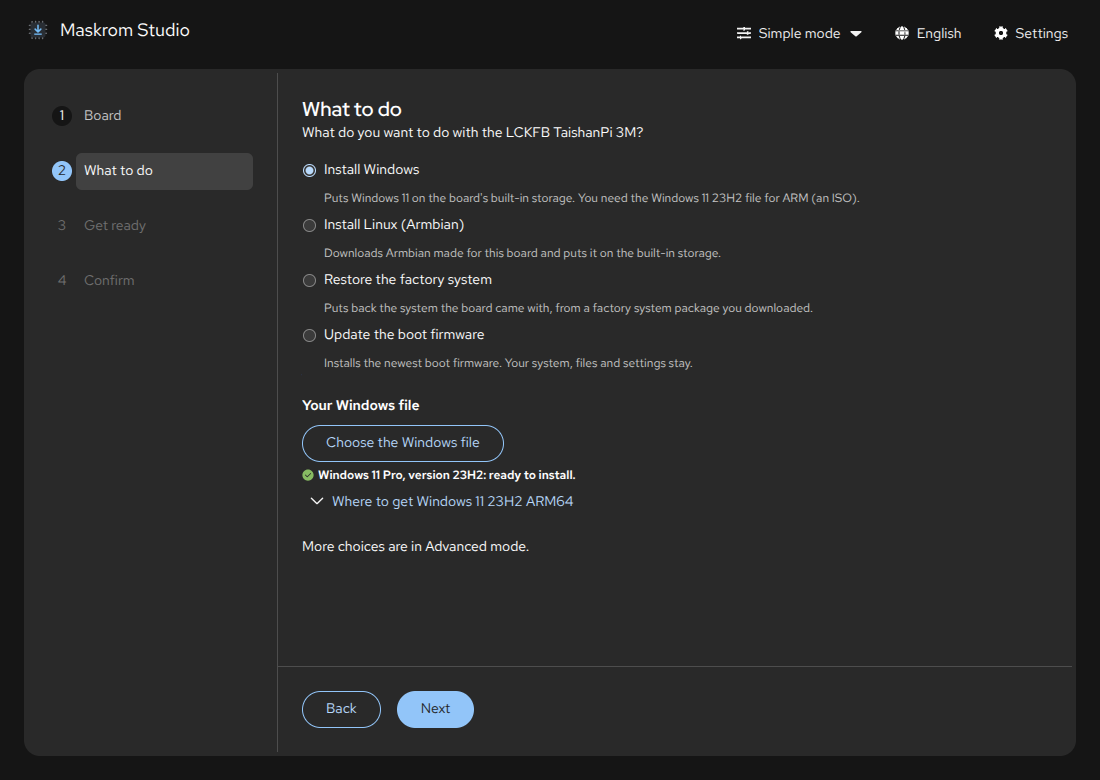 Maskrom Studio
Simple mode
English
Settings
1 Board
2 What to do
3 Get ready
4 Confirm
What to do
What do you want to do with the LCKFB TaishanPi 3M?
Install Windows
Puts Windows 11 on the board's built-in storage. You need the Windows 11 23H2 file for ARM (an ISO).
Install Linux (Armbian)
Downloads Armbian made for this board and puts it on the built-in storage.
Restore the factory system
Puts back the system the board came with, from a factory system package you downloaded.
Update the boot firmware
Installs the newest boot firmware. Your system, files and settings stay.
Your Windows file
Choose the Windows file
Windows 11 Pro, version 23H2: ready to install.
Where to get Windows 11 23H2 ARM64
More choices are in Advanced mode.
Back
Next